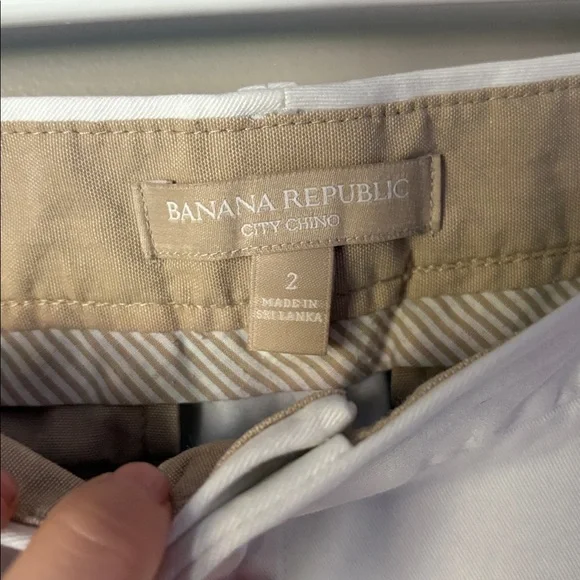 BANANA REPUBLIC
CITY CHINO
2
MADE IN
SRI LANKA